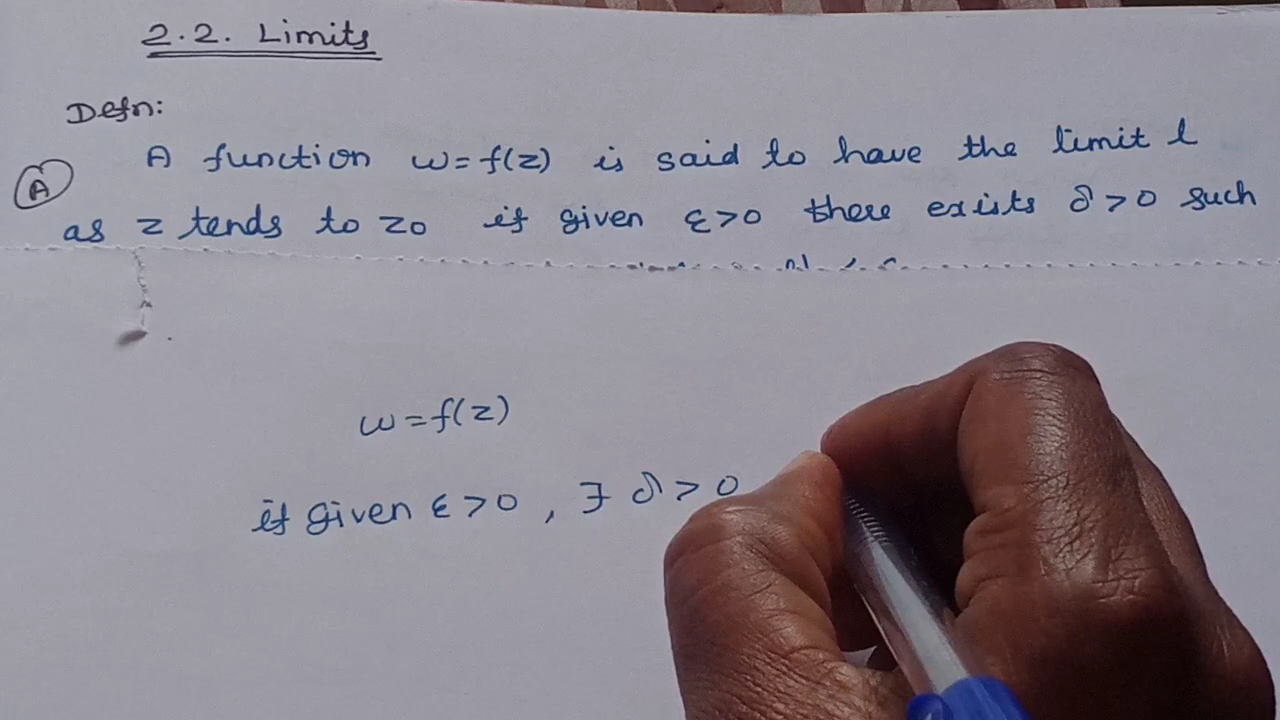 2.2. Limits
Defn:
A function w=f(z) is said to have the limit l
(A)
as z tends to z0 if given ε>0 there exists δ>0 such
w=f(z)
if given ε>0, ∃ δ>0